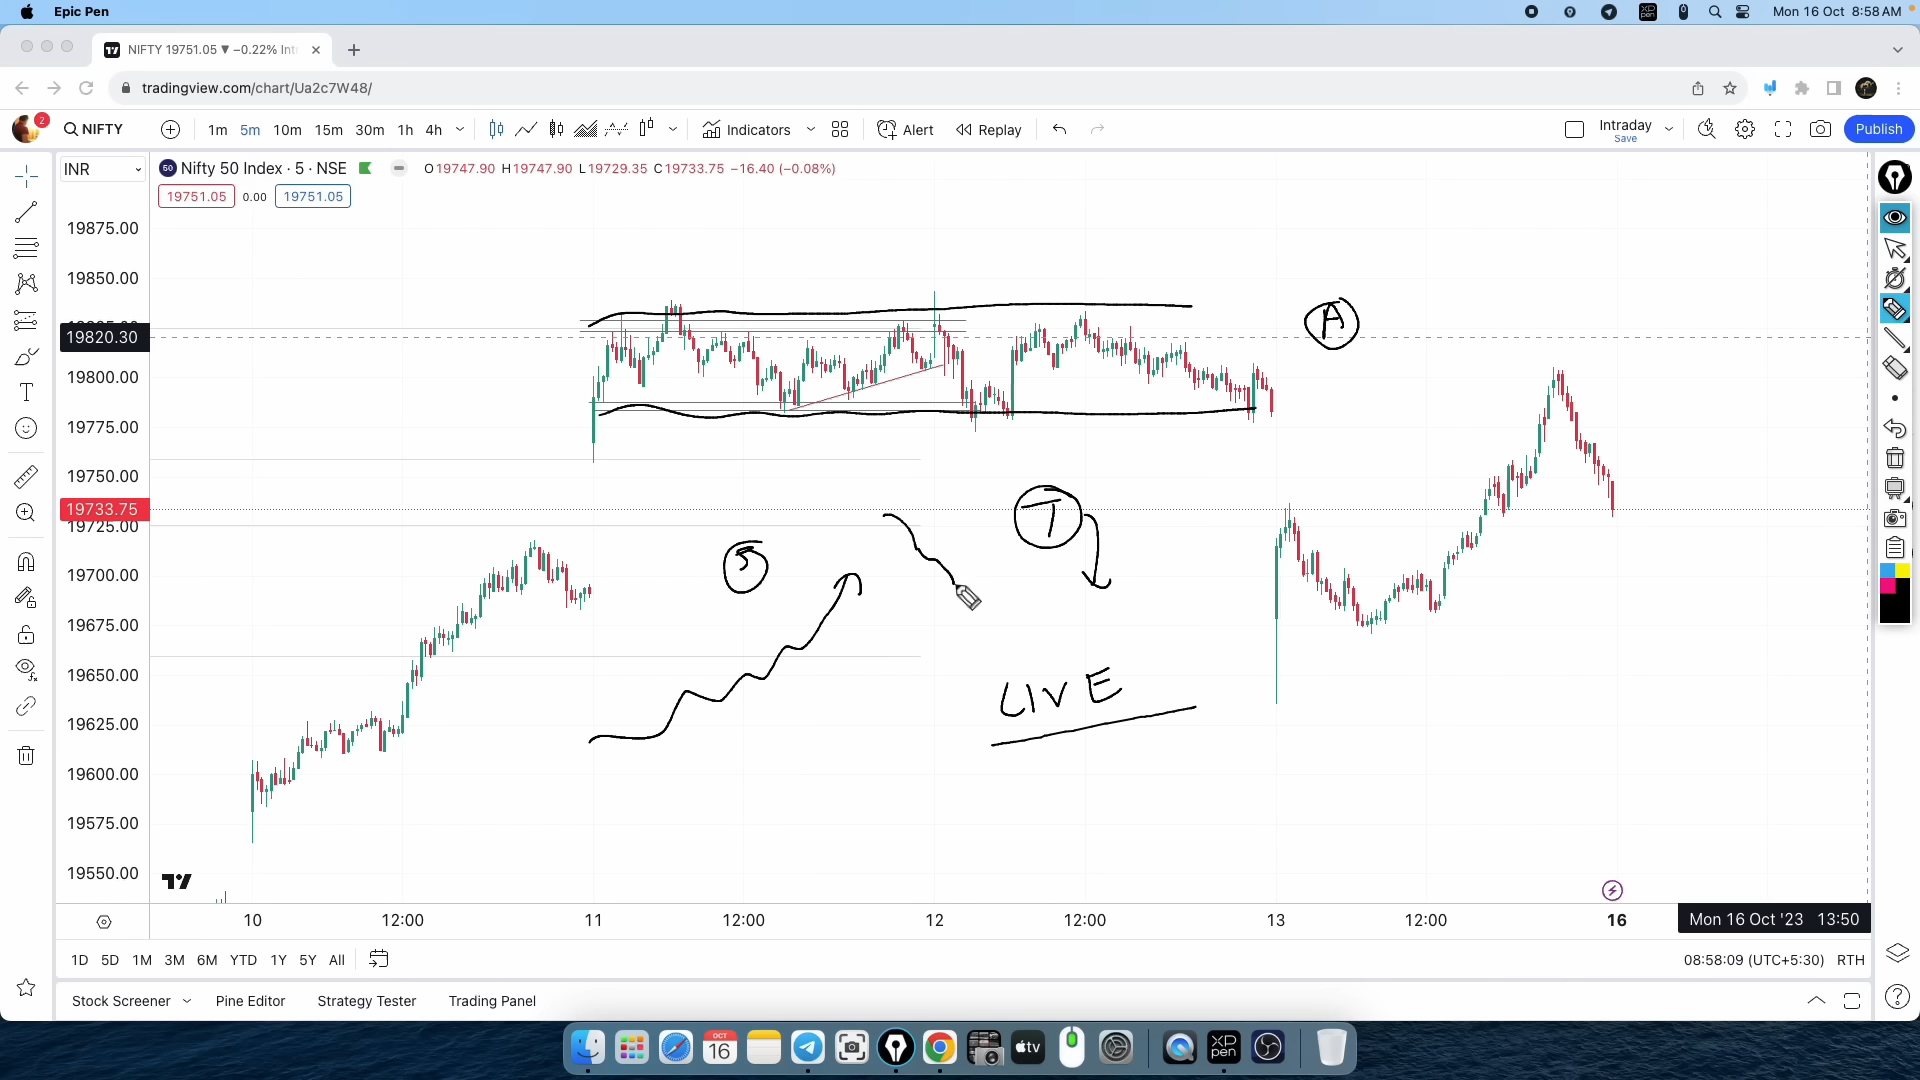 Epic Pen
Mon 16 Oct 8:58 AM
NIFTY 19751.05 ▼ −0.22% Int
tradingview.com/chart/Ua2c7W48/
2
NIFTY
1m 5m 10m 15m 30m 1h 4h
Indicators
Alert
Replay
Intraday
Save
Publish
INR
50
Nifty 50 Index · 5 · NSE
O19747.90 H19747.90 L19729.35 C19733.75 −16.40 (−0.08%)
19751.05 0.00 19751.05
19875.00
19850.00
19820.30
19800.00
19775.00
19750.00
19733.75
19725.00
19700.00
19675.00
19650.00
19625.00
19600.00
19575.00
19550.00
A
T
5
LIVE
10 12:00 11 12:00 12 12:00 13 12:00 16
Mon 16 Oct '23 13:50
1D 5D 1M 3M 6M YTD 1Y 5Y All
08:58:09 (UTC+5:30) RTH
Stock Screener Pine Editor Strategy Tester Trading Panel
OCT
16
tv
XP
pen